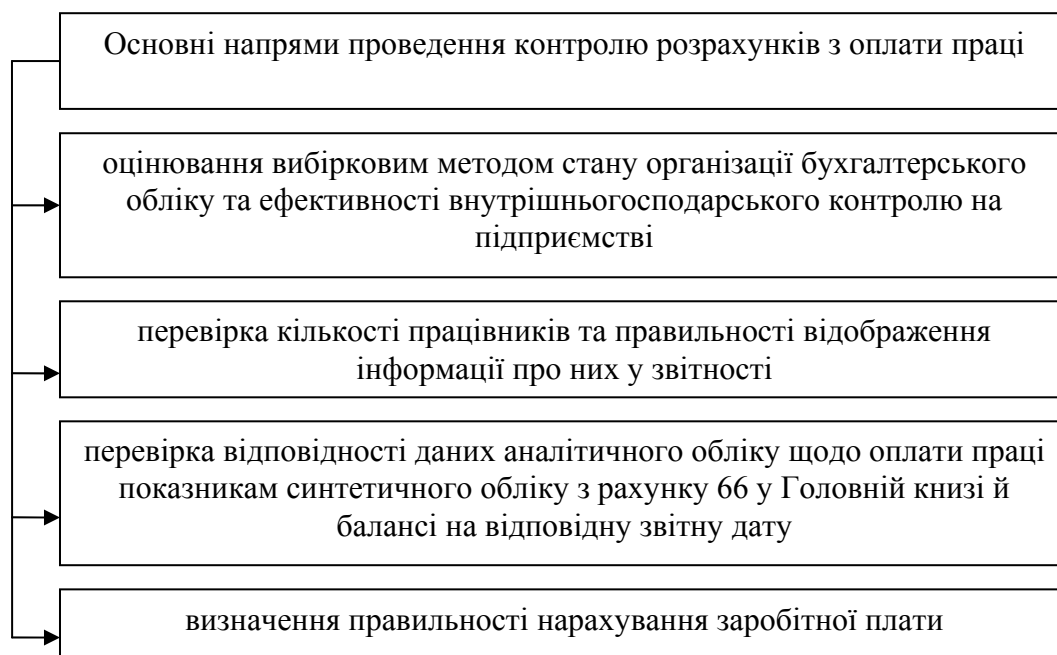 Основні напрями проведення контролю розрахунків з оплати праці
оцінювання вибірковим методом стану організації бухгалтерського
обліку та ефективності внутрішньогосподарського контролю на
підприємстві
перевірка кількості працівників та правильності відображення
інформації про них у звітності
перевірка відповідності даних аналітичного обліку щодо оплати праці
показникам синтетичного обліку з рахунку 66 у Головній книзі й
балансі на відповідну звітну дату
визначення правильності нарахування заробітної плати